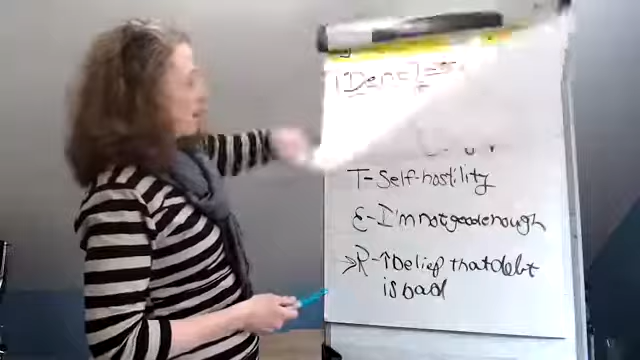 T-Self-hostility
E-I'm not good enough
→R-↑Belief that debt
is bad